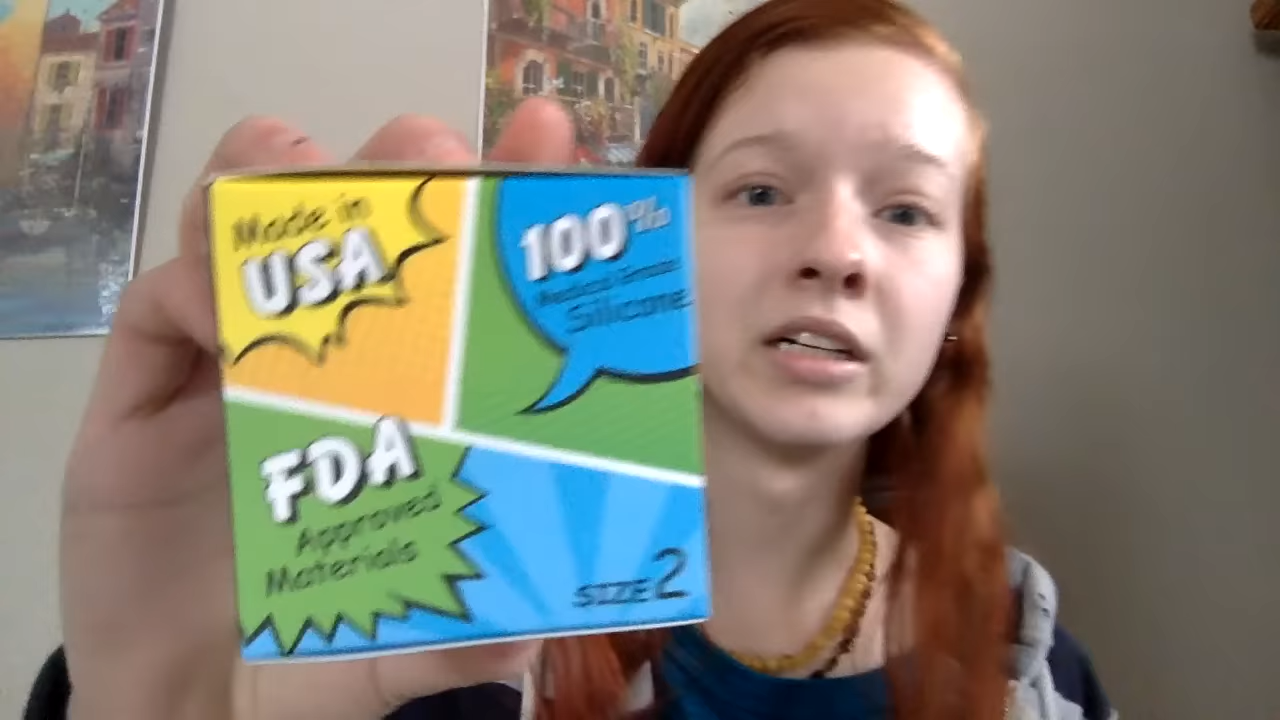 Made in
USA
100%
Medical Grade
Silicone
FDA
Approved
Materials
SIZE 2